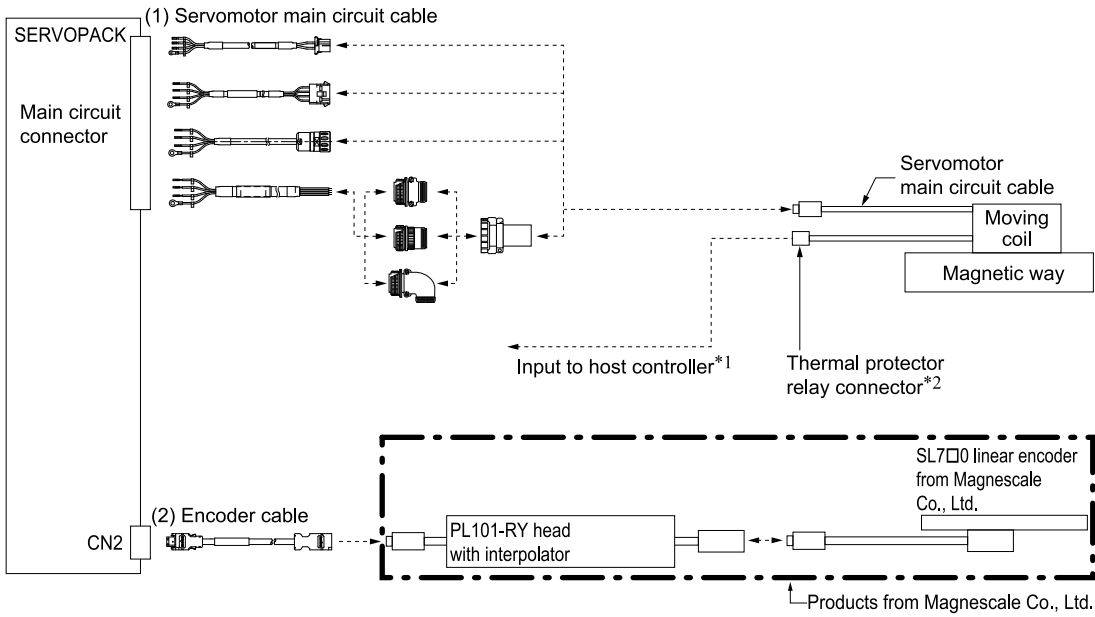 (1) Servomotor main circuit cable
SERVOPACK
Main circuit
connector
Servomotor
main circuit cable
Moving
coil
Magnetic way
Input to host controller*1
Thermal protector
relay connector*2
SL7□0 linear encoder
from Magnescale
Co., Ltd.
(2) Encoder cable
CN2
PL101-RY head
with interpolator
Products from Magnescale Co., Ltd.